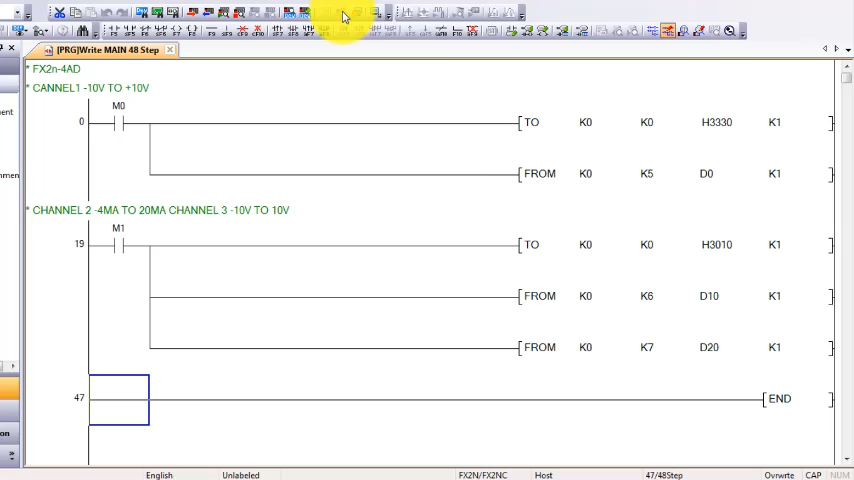 [PRG]Write MAIN 48 Step
* FX2n-4AD
* CANNEL1 -10V TO +10V
M0
0 TO K0 K0 H3330 K1
FROM K0 K5 D0 K1
* CHANNEL 2 -4MA TO 20MA CHANNEL 3 -10V TO 10V
M1
19 TO K0 K0 H3010 K1
FROM K0 K6 D10 K1
FROM K0 K7 D20 K1
47 END
English Unlabeled FX2N/FX2NC Host 47/48Step Ovrwrte CAP NUM